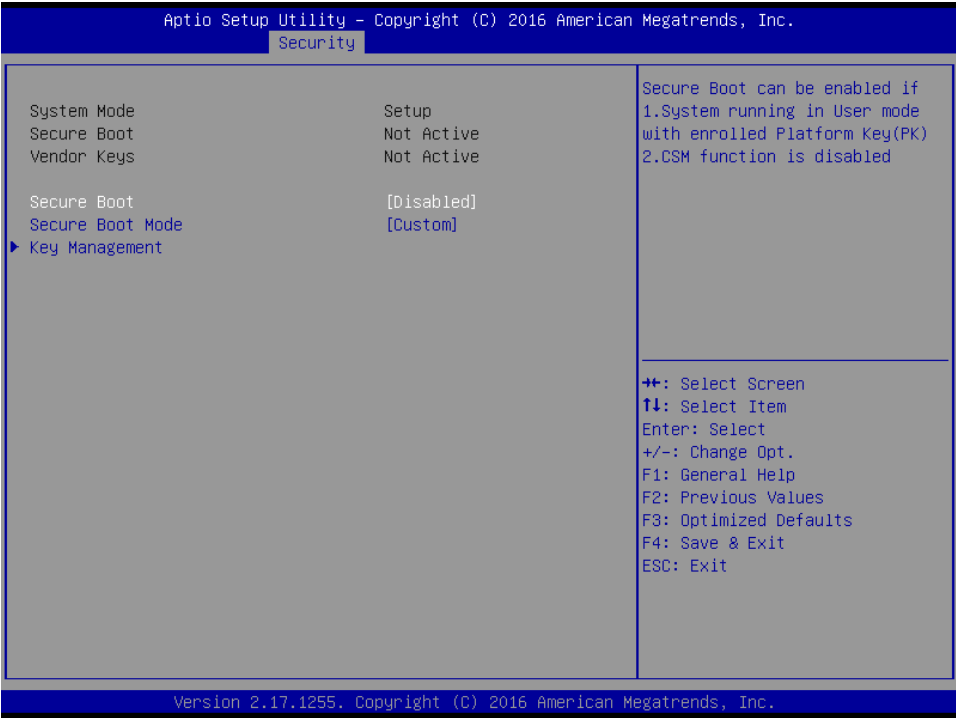 Aptio Setup Utility – Copyright (C) 2016 American Megatrends, Inc.
Security
System Mode Setup
Secure Boot Not Active
Vendor Keys Not Active
Secure Boot [Disabled]
Secure Boot Mode [Custom]
Key Management
Secure Boot can be enabled if
1.System running in User mode
with enrolled Platform Key(PK)
2.CSM function is disabled
→←: Select Screen
↑↓: Select Item
Enter: Select
+/-: Change Opt.
F1: General Help
F2: Previous Values
F3: Optimized Defaults
F4: Save & Exit
ESC: Exit
Version 2.17.1255. Copyright (C) 2016 American Megatrends, Inc.